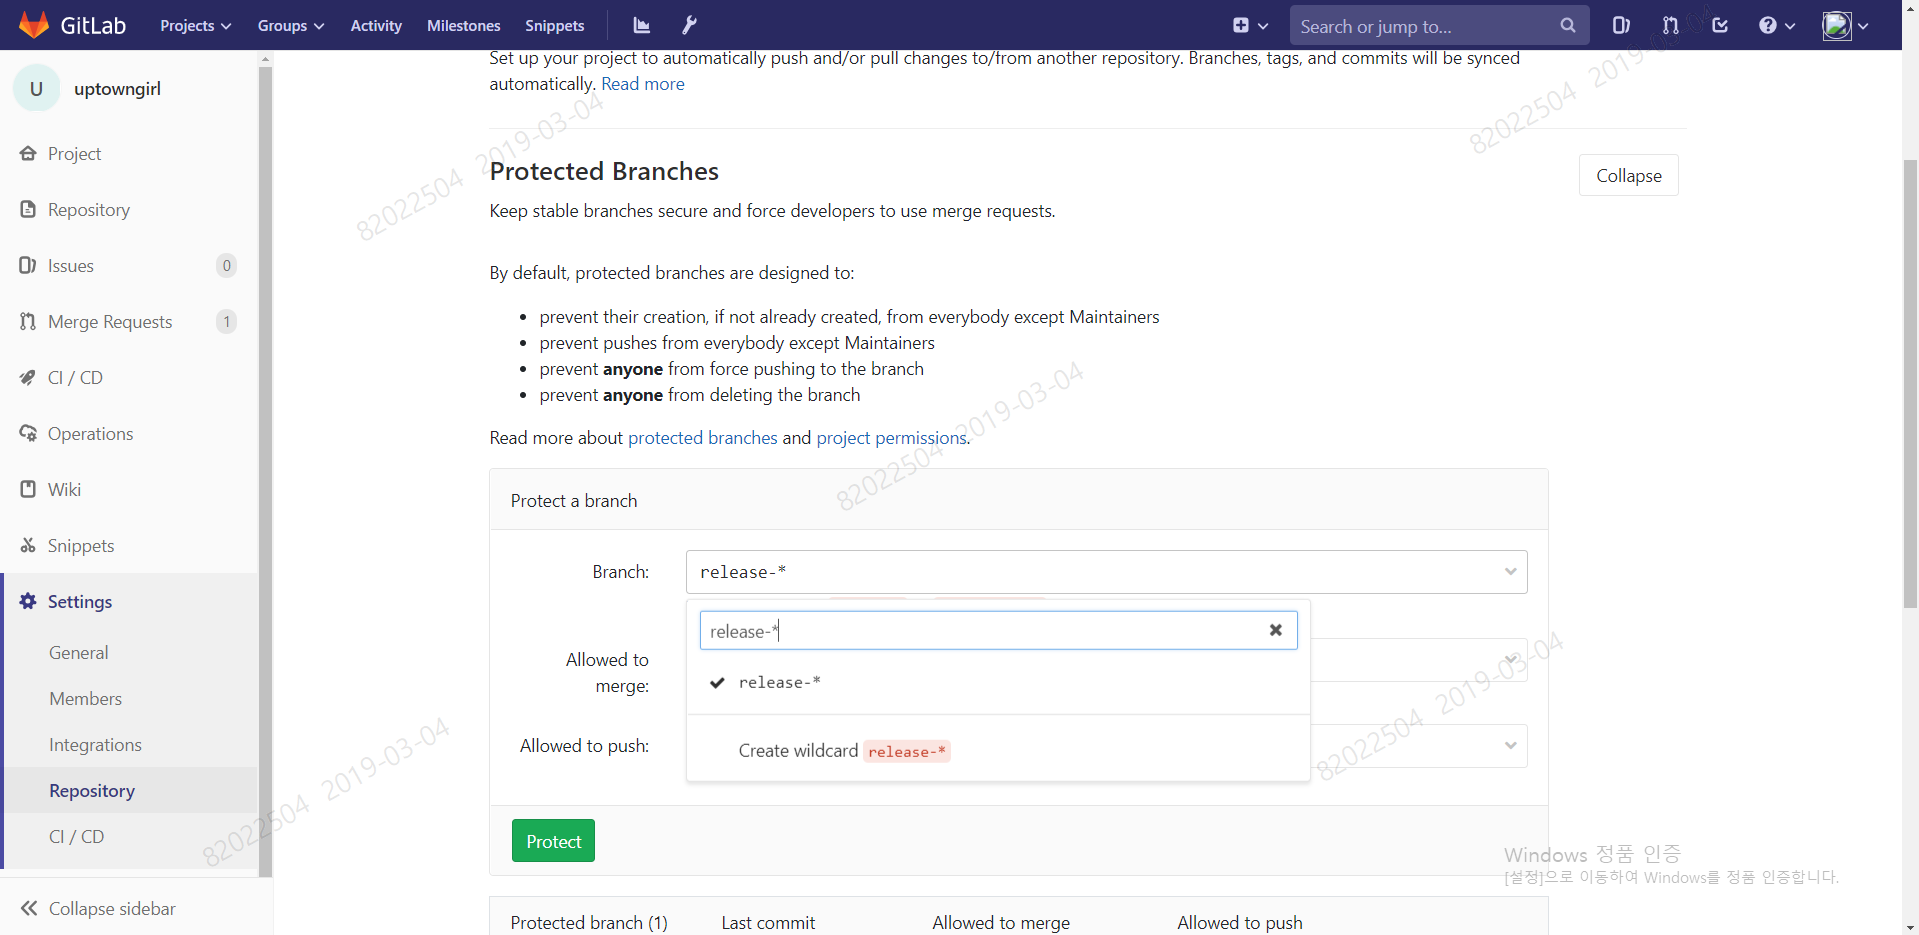 GitLab Projects Groups Activity Milestones Snippets Search or jump to...
U uptowngirl
Project
Repository
Issues 0
Merge Requests 1
CI / CD
Operations
Wiki
Snippets
Settings
General
Members
Integrations
Repository
CI / CD
Collapse sidebar
Set up your project to automatically push and/or pull changes to/from another repository. Branches, tags, and commits will be synced
automatically. Read more
Protected Branches
Collapse
Keep stable branches secure and force developers to use merge requests.
By default, protected branches are designed to:
• prevent their creation, if not already created, from everybody except Maintainers
• prevent pushes from everybody except Maintainers
• prevent anyone from force pushing to the branch
• prevent anyone from deleting the branch
Read more about protected branches and project permissions.
Protect a branch
Branch: release-*
release-*
release-*
Create wildcard release-*
Allowed to
merge:
Allowed to push:
Protect
Protected branch (1) Last commit Allowed to merge Allowed to push
Windows 정품 인증
[설정]으로 이동하여 Windows를 정품 인증합니다.
82022504 2019-03-04
82022504 2019-03-04
82022504 2019-03-04
82022504 2019-03-04
82022504 2019-03-04